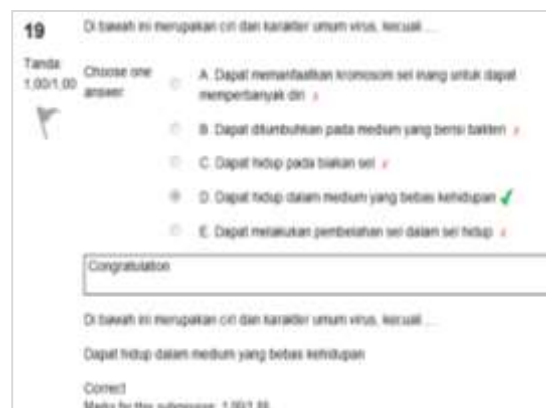 19
Di bawah ini merupakan ciri dan karakter umum virus, kecuali ....
Tanda:
1,00/1,00
Choose one
answer
A. Dapat memanfaatkan kromosom sel inang untuk dapat
memperbanyak diri ✗
B. Dapat ditumbuhkan pada medium yang berisi bakteri ✗
C. Dapat hidup pada biakan sel ✗
D. Dapat hidup dalam medium yang bebas kehidupan ✓
E. Dapat melakukan pembelahan sel dalam sel hidup ✗
Congratulation
Di bawah ini merupakan ciri dan karakter umum virus, kecuali ....
Dapat hidup dalam medium yang bebas kehidupan
Correct
Marks for this submission: 1,00/1,00